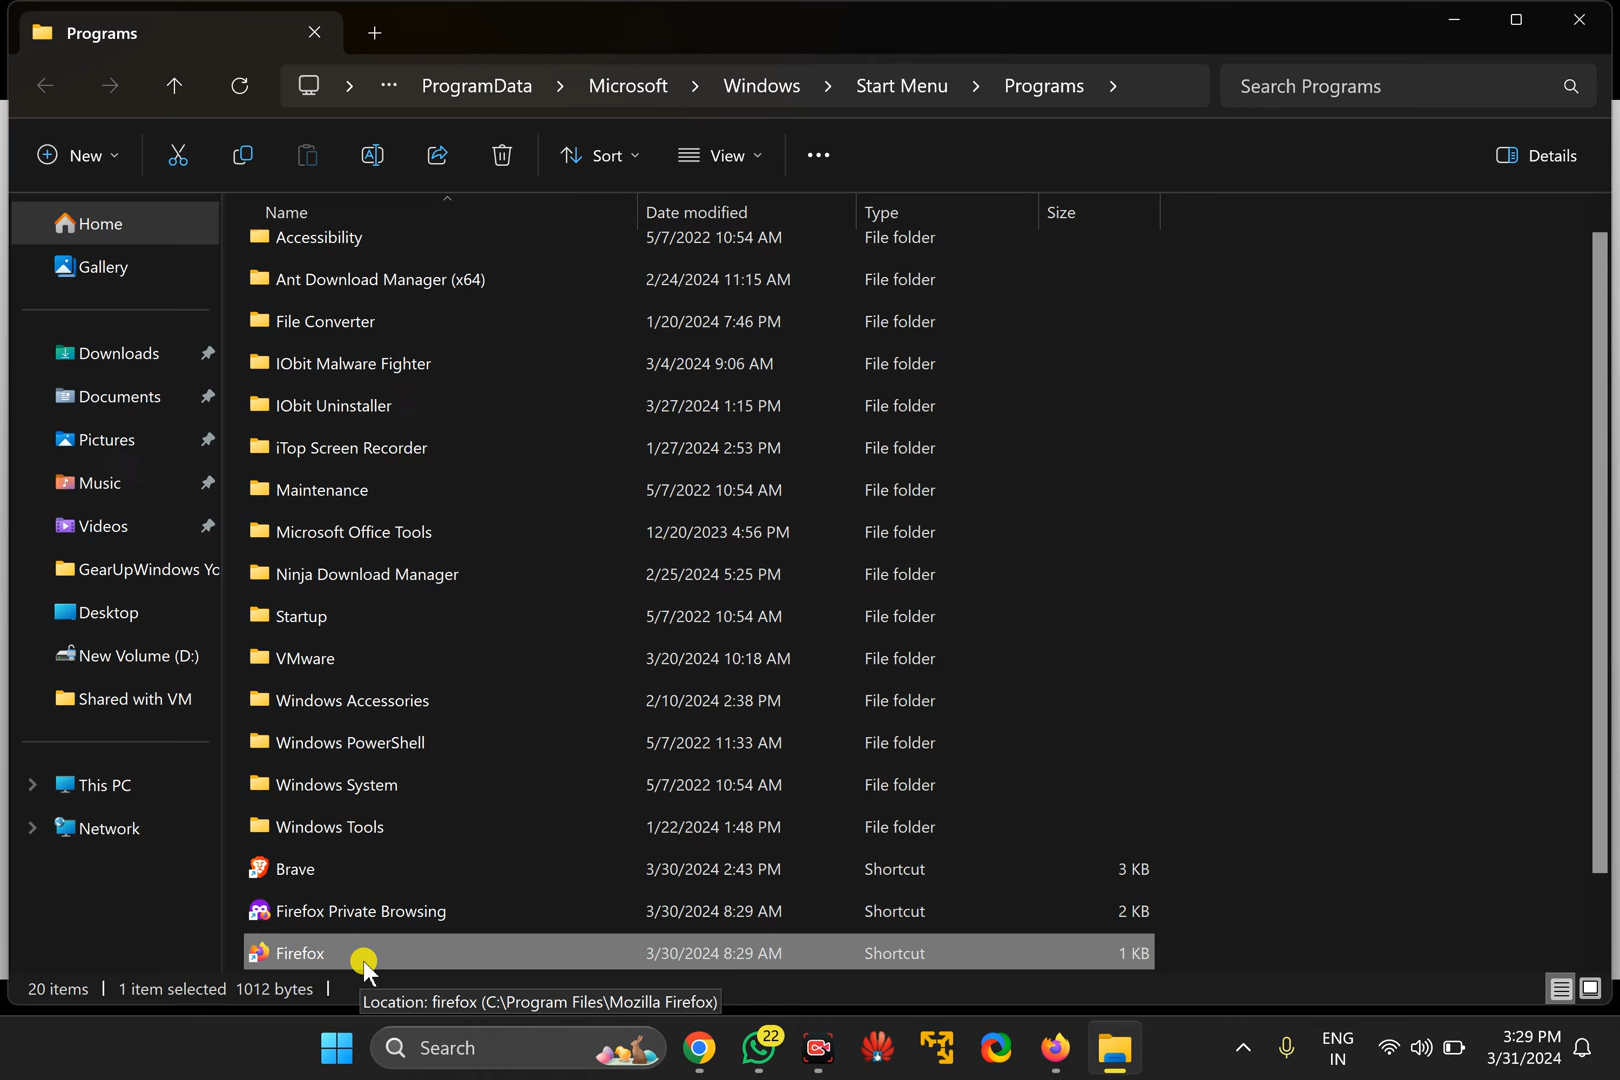 Programs
ProgramData > Microsoft > Windows > Start Menu > Programs >
Search Programs
New
Sort
View
Details
Home
Gallery
Downloads
Documents
Pictures
Music
Videos
GearUpWindows Yo
Desktop
New Volume (D:)
Shared with VM
This PC
Network
Name Date modified Type Size
Accessibility 5/7/2022 10:54 AM File folder
Ant Download Manager (x64) 2/24/2024 11:15 AM File folder
File Converter 1/20/2024 7:46 PM File folder
IObit Malware Fighter 3/4/2024 9:06 AM File folder
IObit Uninstaller 3/27/2024 1:15 PM File folder
iTop Screen Recorder 1/27/2024 2:53 PM File folder
Maintenance 5/7/2022 10:54 AM File folder
Microsoft Office Tools 12/20/2023 4:56 PM File folder
Ninja Download Manager 2/25/2024 5:25 PM File folder
Startup 5/7/2022 10:54 AM File folder
VMware 3/20/2024 10:18 AM File folder
Windows Accessories 2/10/2024 2:38 PM File folder
Windows PowerShell 5/7/2022 11:33 AM File folder
Windows System 5/7/2022 10:54 AM File folder
Windows Tools 1/22/2024 1:48 PM File folder
Brave 3/30/2024 2:43 PM Shortcut 3 KB
Firefox Private Browsing 3/30/2024 8:29 AM Shortcut 2 KB
Firefox 3/30/2024 8:29 AM Shortcut 1 KB
20 items | 1 item selected 1012 bytes |
Location: firefox (C:\Program Files\Mozilla Firefox)
Search
22
ENG
IN
3:29 PM
3/31/2024